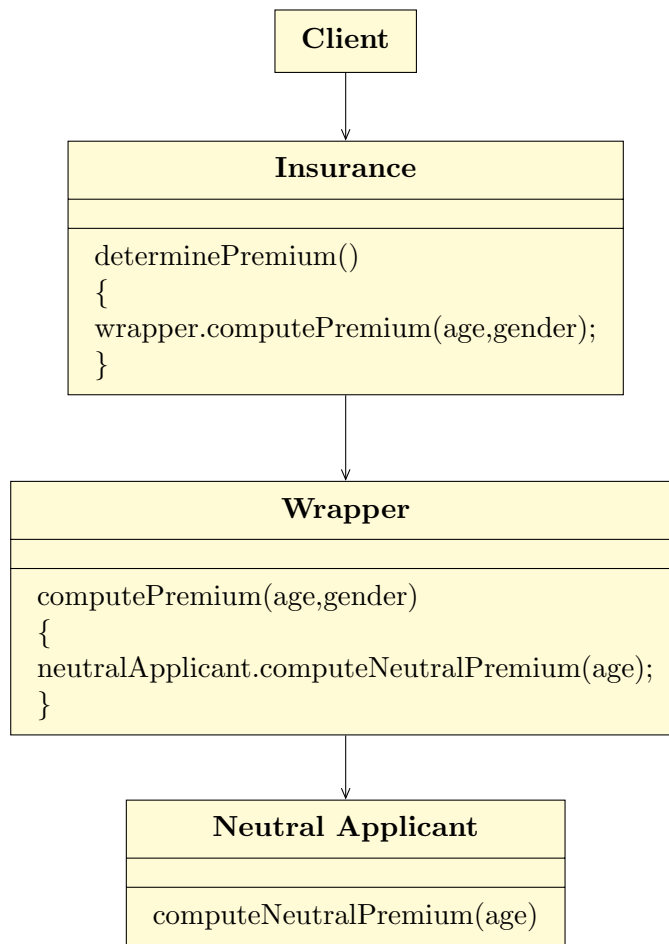 Client
Insurance
determinePremium()
{
wrapper.computePremium(age,gender);
}
Wrapper
computePremium(age,gender)
{
neutralApplicant.computeNeutralPremium(age);
}
Neutral Applicant
computeNeutralPremium(age)